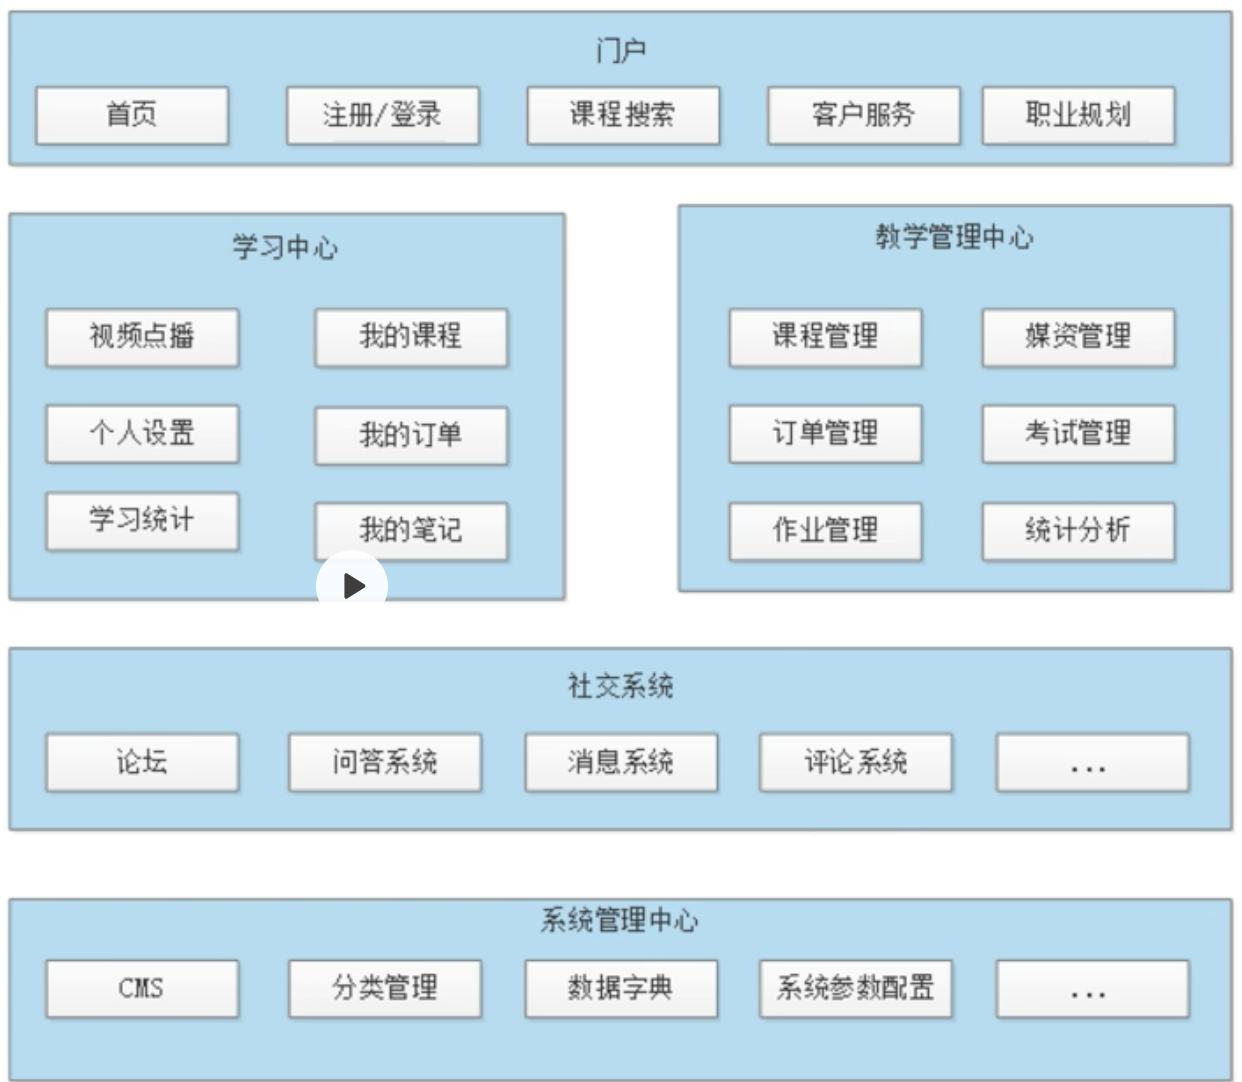 门户
首页
注册/登录
课程搜索
客户服务
职业规划
学习中心
视频点播
我的课程
个人设置
我的订单
学习统计
我的笔记
教学管理中心
课程管理
媒资管理
订单管理
考试管理
作业管理
统计分析
社交系统
论坛
问答系统
消息系统
评论系统
...
系统管理中心
CMS
分类管理
数据字典
系统参数配置
...